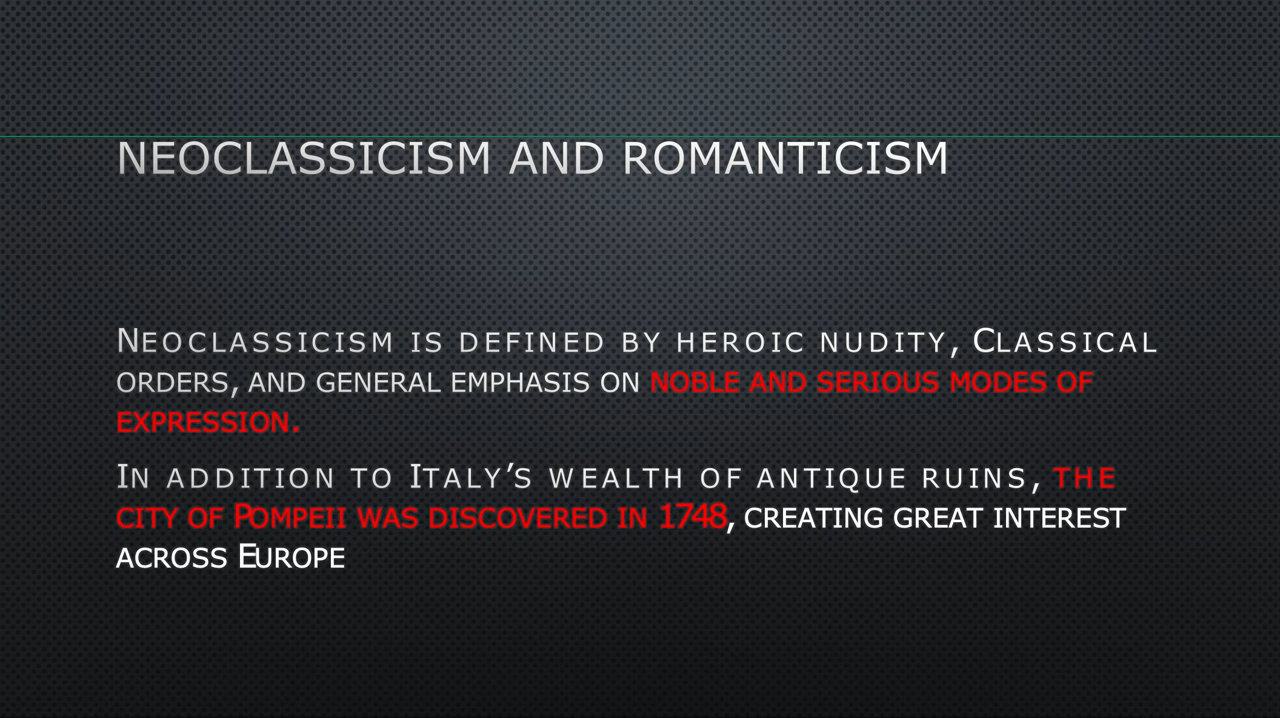 NEOCLASSICISM AND ROMANTICISM
NEOCLASSICISM IS DEFINED BY HEROIC NUDITY, CLASSICAL
ORDERS, AND GENERAL EMPHASIS ON NOBLE AND SERIOUS MODES OF
EXPRESSION.
IN ADDITION TO ITALY’S WEALTH OF ANTIQUE RUINS, THE
CITY OF POMPEII WAS DISCOVERED IN 1748, CREATING GREAT INTEREST
ACROSS EUROPE